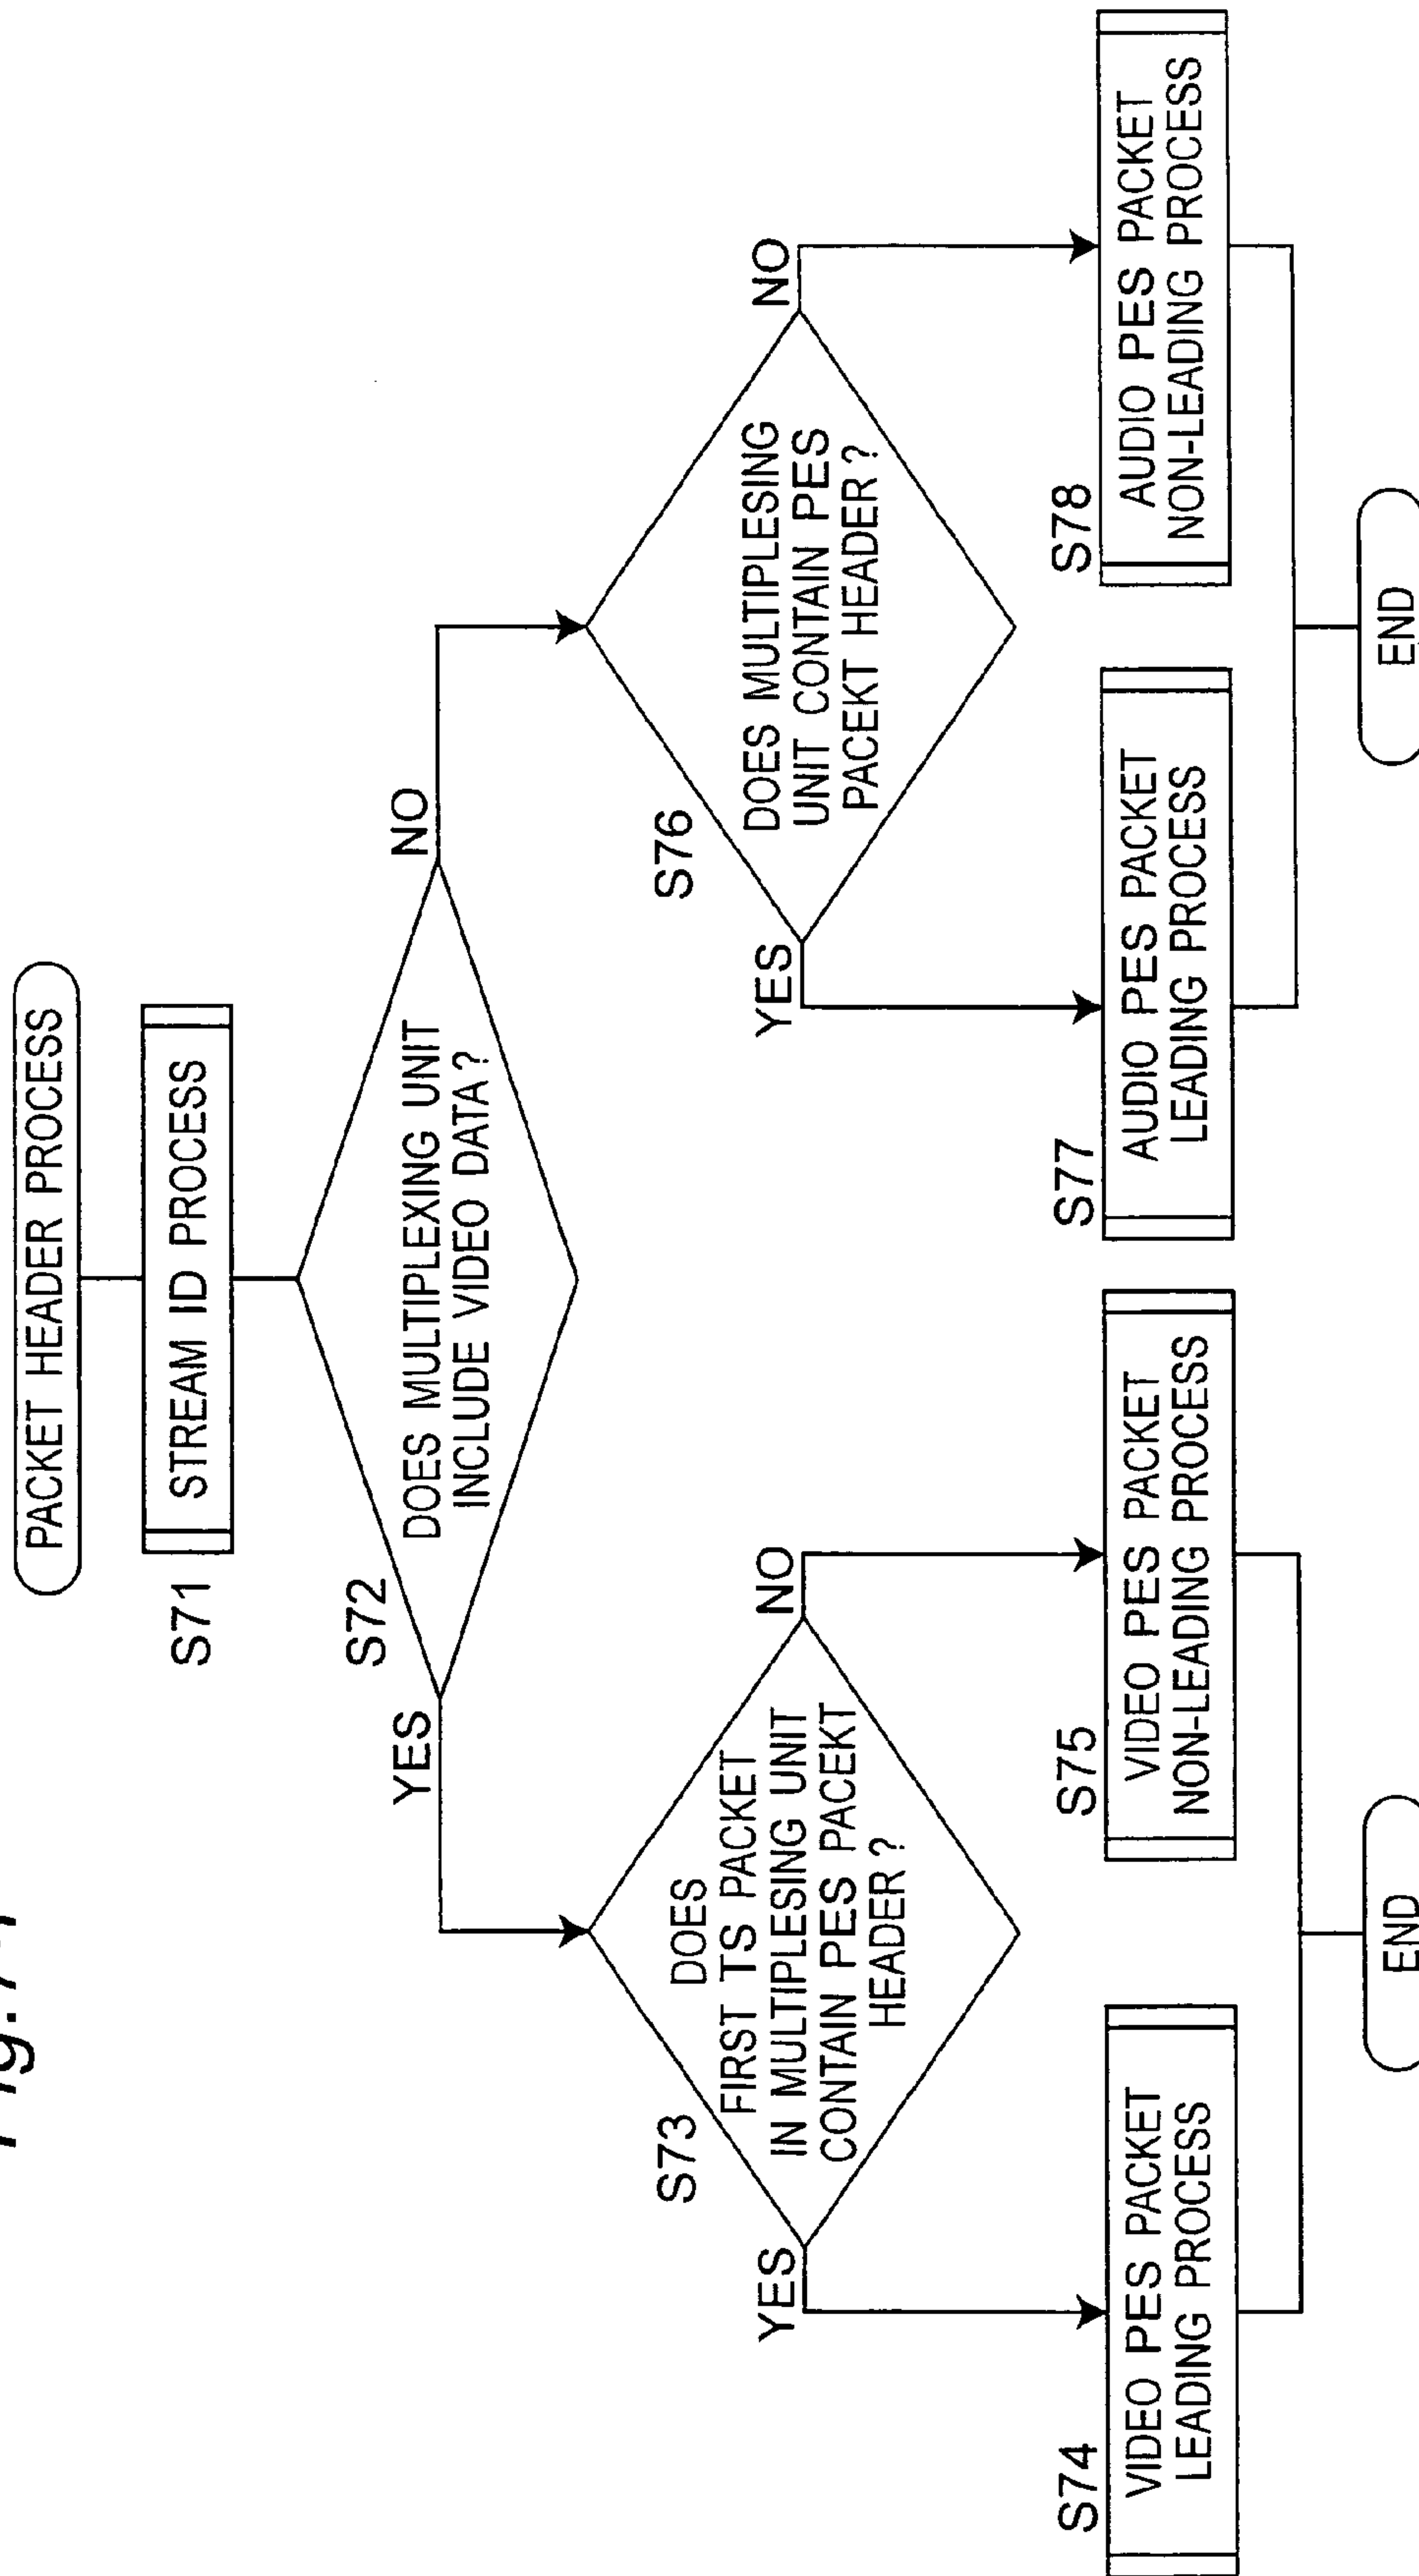 PACKET HEADER PROCESS
S71
STREAM ID PROCESS
S72
DOES MULTIPLEXING UNIT
INCLUDE VIDEO DATA?
YES
NO
S73
DOES
FIRST TS PACKET
IN MULTIPLESING UNIT
CONTAIN PES PACEKT
HEADER?
YES
NO
S74
VIDEO PES PACKET
LEADING PROCESS
S75
VIDEO PES PACKET
NON-LEADING PROCESS
END
S76
DOES MULTIPLESING
UNIT CONTAIN PES
PACEKT HEADER?
YES
NO
S77
AUDIO PES PACKET
LEADING PROCESS
S78
AUDIO PES PACKET
NON-LEADING PROCESS
END